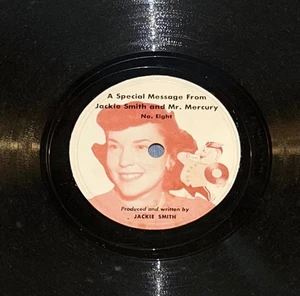 A Special Message From
Jackie Smith and Mr. Mercury
No. Eight
Produced and written by
JACKIE SMITH